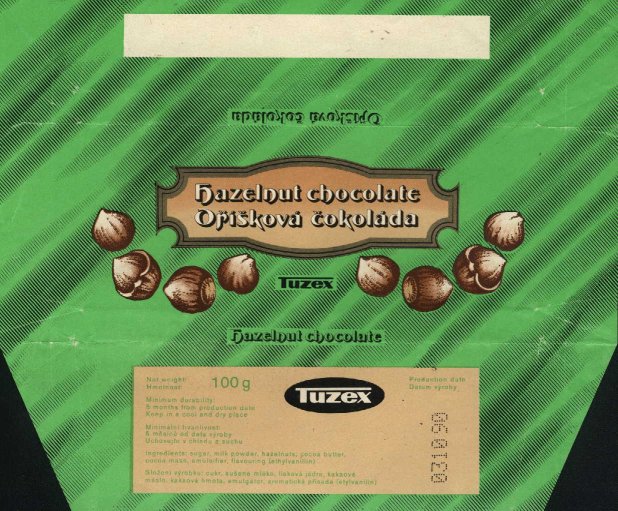 Oříšková čokoláda
Hazelnut chocolate
Oříšková čokoláda
Tuzex
Hazelnut chocolate
Net weight:
Hmotnost:
100 g
Tuzex
Production date
Datum výroby
Minimum durability:
6 months from production date
Keep in a cool and dry place
Minimální trvanlivost:
6 měsíců od data výroby
Uchovejte v chladu a suchu
Ingredients: sugar, milk powder, hazelnuts, cocoa butter,
cocoa mass, emulsifier, flavouring (ethylvanillin)
Složení výrobku: cukr, sušené mléko, lísková jádra, kakaové
máslo, kakaová hmota, emulgátor, aromatická přísada (etylvanilin)
031090